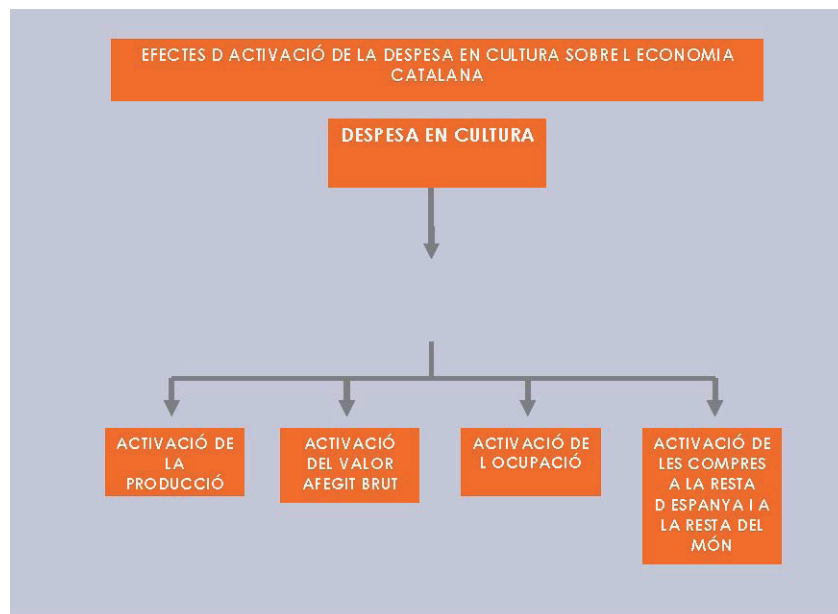 EFECTES D ACTIVACIÓ DE LA DESPESA EN CULTURA SOBRE L ECONOMIA
CATALANA
DESPESA EN CULTURA
ACTIVACIÓ DE
LA
PRODUCCIÓ
ACTIVACIÓ
DEL VALOR
AFEGIT BRUT
ACTIVACIÓ DE
L OCUPACIÓ
ACTIVACIÓ DE
LES COMPRES
A LA RESTA
D ESPANYA I A
LA RESTA DEL
MÓN